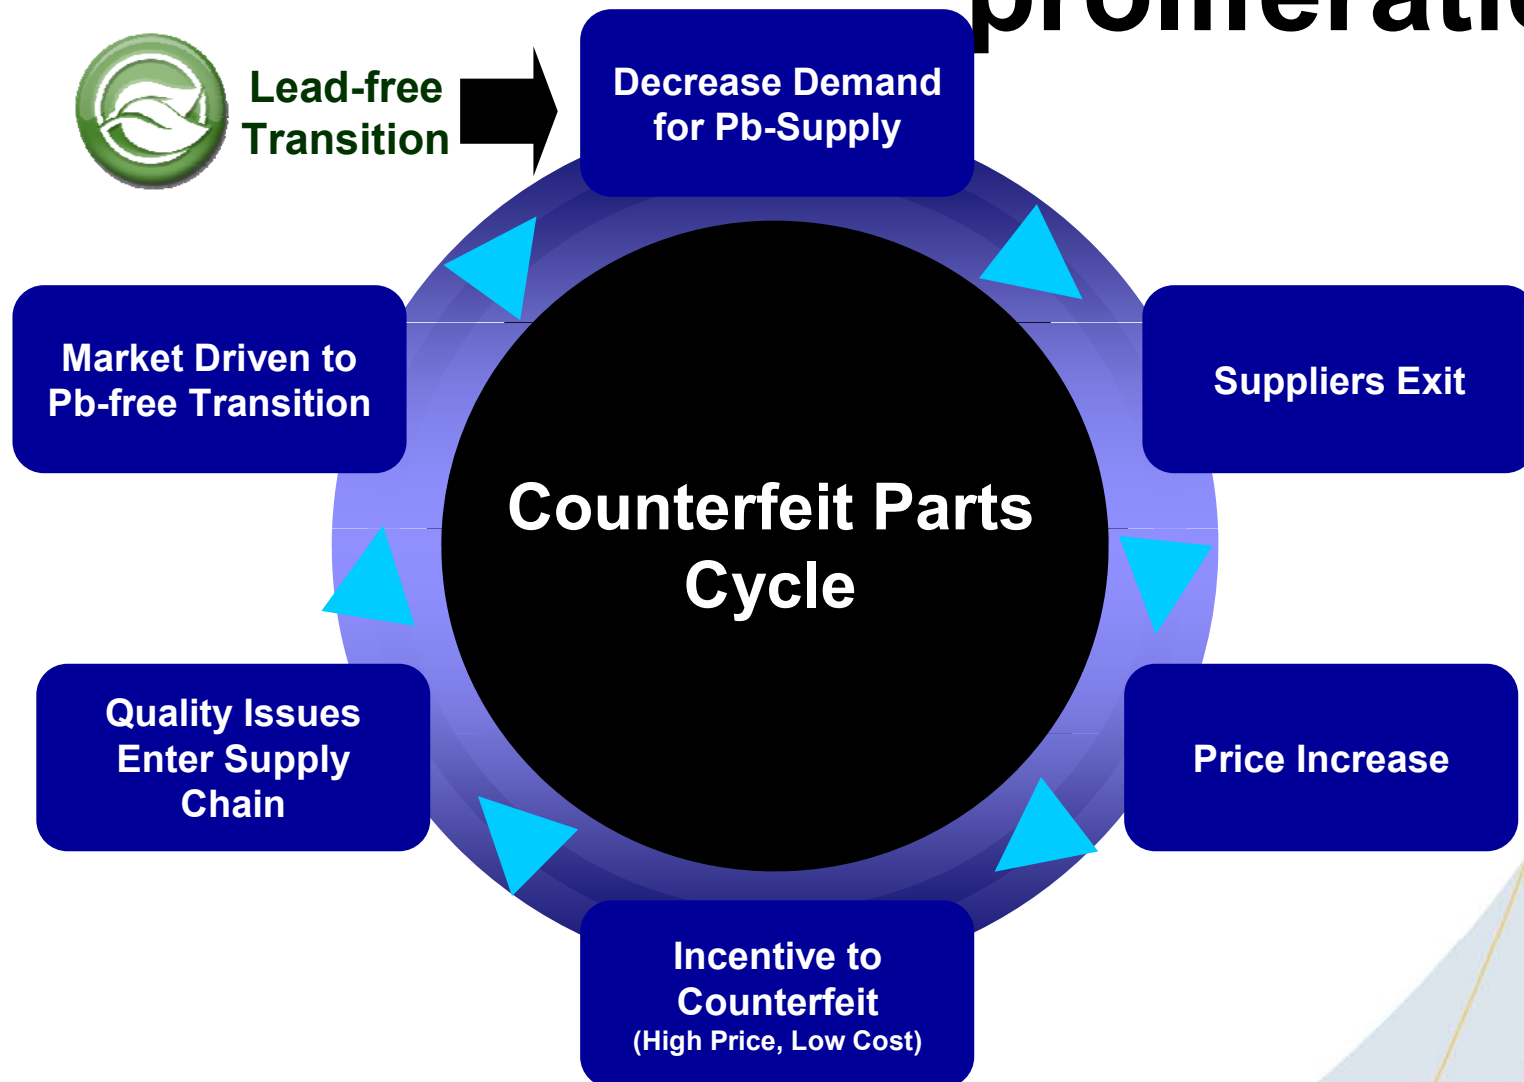 proliferatio
Lead-free
Transition
Decrease Demand
for Pb-Supply
Market Driven to
Pb-free Transition
Suppliers Exit
Counterfeit Parts
Cycle
Quality Issues
Enter Supply
Chain
Price Increase
Incentive to
Counterfeit
(High Price, Low Cost)